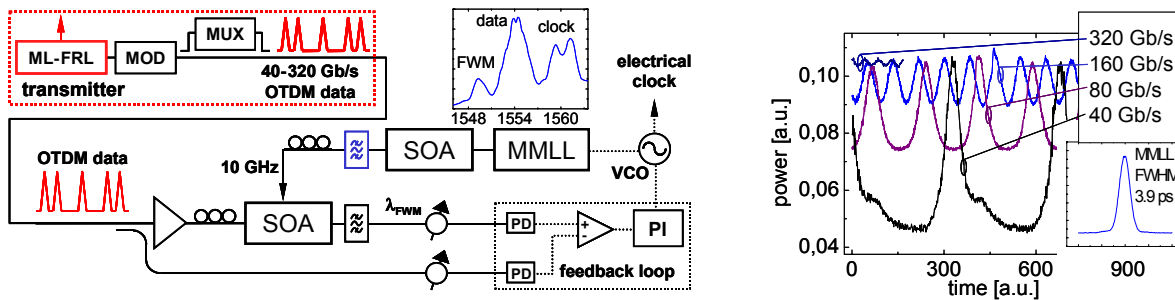 ML-FRL
MOD
MUX
transmitter
40-320 Gb/s
OTDM data
data
clock
FWM
1548 1554 1560
electrical
clock
SOA
MMLL
VCO
10 GHz
OTDM data
SOA
λFWM
PD
+
-
PI
PD
feedback loop
320 Gb/s
160 Gb/s
80 Gb/s
40 Gb/s
0,10
0,08
0,06
0,04
power [a.u.]
MMLL
FWHM
3.9 ps
0 300 600 900
time [a.u.]